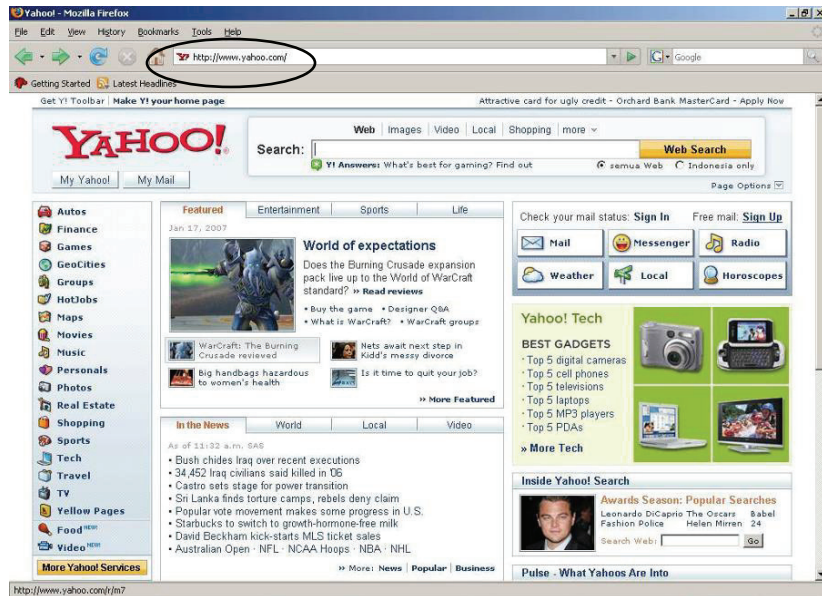 Yahoo! - Mozilla Firefox
File Edit View History Bookmarks Tools Help
http://www.yahoo.com/
Google
Getting Started Latest Headlines
Get Y! Toolbar | Make Y! your home page
Attractive card for ugly credit - Orchard Bank MasterCard - Apply Now
YAHOO!
My Yahoo! My Mail
Web | Images | Video | Local | Shopping | more
Search: Web Search
Y! Answers: What's best for gaming? Find out
semua Web Indonesia only
Page Options
Autos
Finance
Games
GeoCities
Groups
HotJobs
Maps
Movies
Music
Personals
Photos
Real Estate
Shopping
Sports
Tech
Travel
TV
Yellow Pages
Food NEW!
Video NEW!
More Yahoo! Services
Featured Entertainment Sports Life
Jan 17, 2007
World of expectations
Does the Burning Crusade expansion
pack live up to the World of WarCraft
standard? » Read reviews
• Buy the game • Designer Q&A
• What is WarCraft? • WarCraft groups
WarCraft: The Burning
Crusade reviewed
Nets await next step in
Kidd's messy divorce
Big handbags hazardous
to women's health
Is it time to quit your job?
» More Featured
In the News World Local Video
As of 11:32 a.m. SAS
• Bush chides Iraq over recent executions
• 34,452 Iraq civilians said killed in '06
• Castro sets stage for power transition
• Sri Lanka finds torture camps, rebels deny claim
• Popular vote movement makes some progress in U.S.
• Starbucks to switch to growth-hormone-free milk
• David Beckham kick-starts MLS ticket sales
• Australian Open · NFL · NCAA Hoops · NBA · NHL
» More: News | Popular | Business
Check your mail status: Sign In Free mail: Sign Up
Mail Messenger Radio
Weather Local Horoscopes
Yahoo! Tech
BEST GADGETS
· Top 5 digital cameras
· Top 5 cell phones
· Top 5 televisions
· Top 5 laptops
· Top 5 MP3 players
· Top 5 PDAs
» More Tech
Inside Yahoo! Search
Awards Season: Popular Searches
Leonardo DiCaprio The Oscars Babel
Fashion Police Helen Mirren 24
Search Web: Go
Pulse - What Yahoos Are Into
http://www.yahoo.com/r/m7